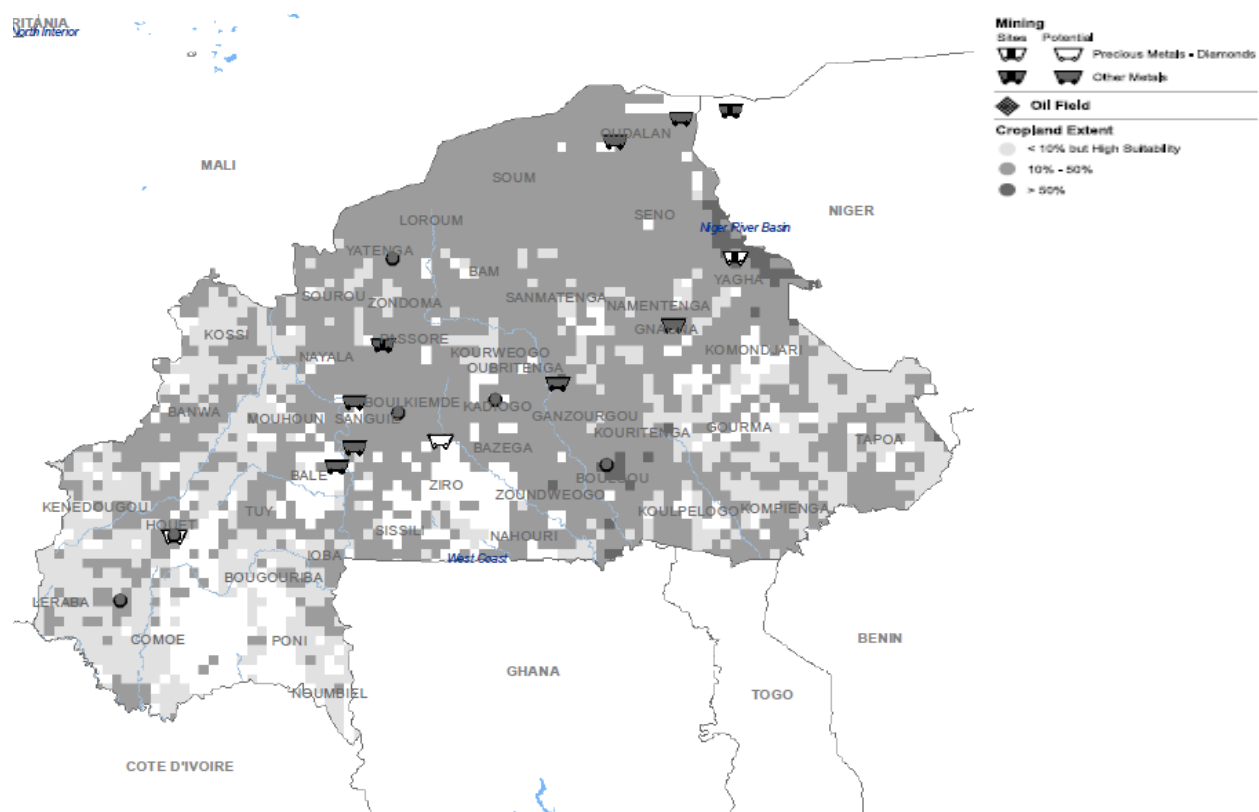 RITANIA
North Interior
Mining
Sites Potential
Precious Metals - Diamonds
Other Metals
Oil Field
Cropland Extent
< 10% but High Suitability
10% - 50%
> 50%
OUDALAN
MALI
SOUM
NIGER
LOROUM
SENO
Niger River Basin
YATENGA
BAM
YAGHA
SOUROU
ZONDOMA
SANMATENGA
NAMENTENGA
KOSSI
PASSORE
GNAGNA
NAYALA
KOURWEOGO
KOMONDJARI
OUBRITENGA
BANWA
MOUHOUN
SANGUIE
BOULKIEMDE
KADIOGO
GANZOURGOU
GOURMA
KOURITENGA
TAPOA
BAZEGA
BALE
ZIRO
BOULGOU
KENEDOUGOU
TUY
ZOUNDWEOGO
KOULPELOGO
KOMPIENGA
HOUET
SISSILI
NAHOURI
IOBA
West Coast
BOUGOURIBA
LERABA
COMOE
PONI
BENIN
GHANA
TOGO
NOUMBIEL
COTE D'IVOIRE